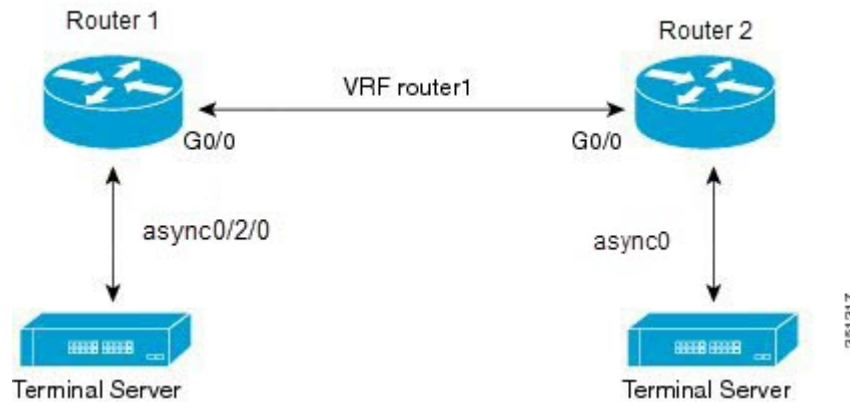 Router 1
Router 2
VRF router1
G0/0
G0/0
async0/2/0
async0
Terminal Server
Terminal Server